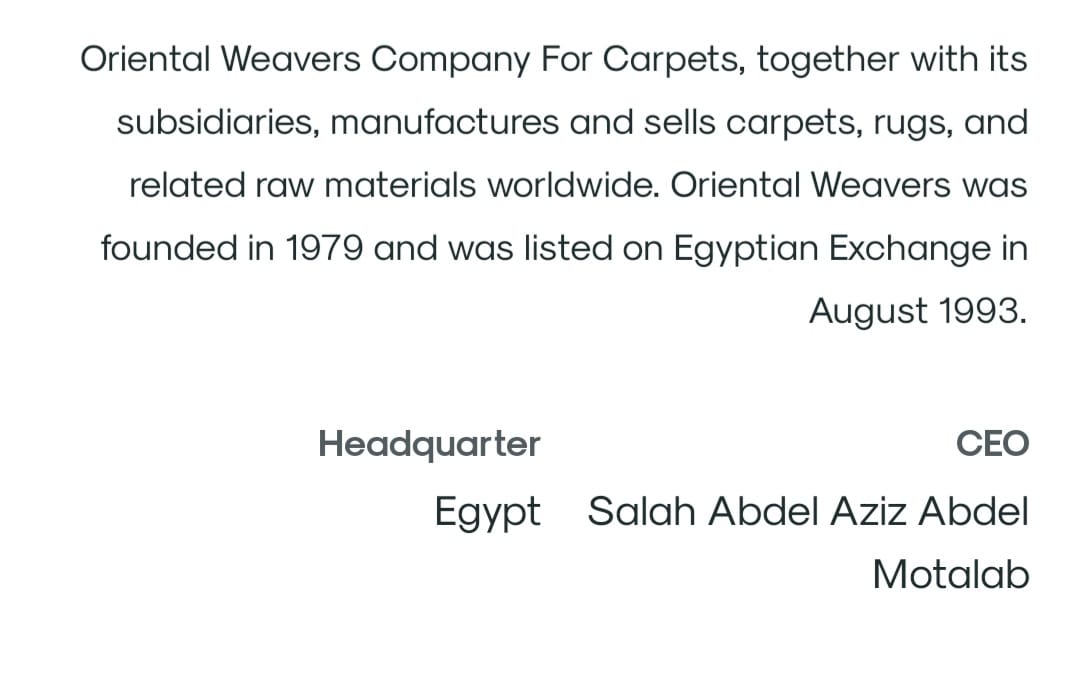 Oriental Weavers Company For Carpets, together with its
subsidiaries, manufactures and sells carpets, rugs, and
related raw materials worldwide. Oriental Weavers was
founded in 1979 and was listed on Egyptian Exchange in
August 1993.
Headquarter
Egypt
CEO
Salah Abdel Aziz Abdel
Motalab